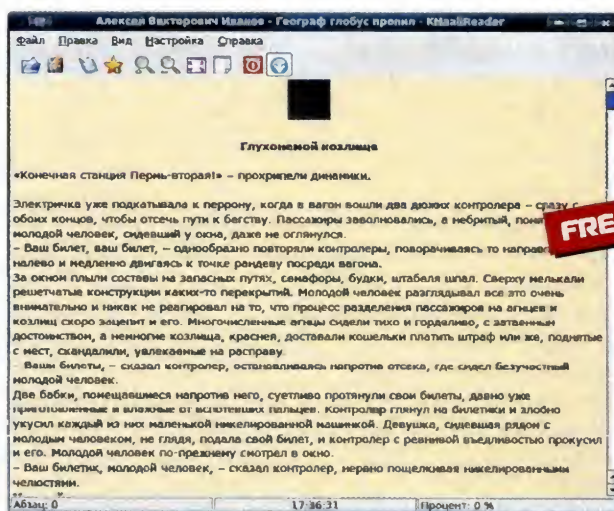 Алексей Викторович Иванов - Географ глобус пропил - KHaaliReader
Файл Правка Вид Настройка Справка
Глухонемой козлище
«Конечная станция Пермь-вторая!» – прохрипели динамики.
Электричка уже подкатывала к перрону, когда в вагон вошли два дюжих контролера – сразу с
обоих концов, чтобы отсечь пути к бегству. Пассажиры заволновались, а небритый,
молодой человек, сидевший у окна, даже не оглянулся.
– Ваш билет, ваш билет, – однообразно повторяли контролеры, поворачиваясь то
налево и медленно двигаясь к точке рандеву посреди вагона.
За окном плыли составы на запасных путях, семафоры, будки, штабеля шпал. Сверху мелькали
решетчатые конструкции каких-то перекрытий. Молодой человек разглядывал все это очень
внимательно и никак не реагировал на то, что процесс разделения пассажиров на агнцев и
козлищ скоро зацепит и его. Многочисленные агнцы сидели тихо и горделиво, с затаенным
достоинством, а немногие козлища, краснея, доставали кошельки платить штраф или же, поднятые
с мест, скандалили, увлекаемые на расправу.
Ваши билеты, – сказал контролер, остановливаясь напротив отсека, где сидел безучастный
молодой человек.
Две бабки, помещавшиеся напротив него, суетливо протянули свои билеты, давно уже
приготовленные и влажные от вспотевших пальцев. Контролер глянул на билетики и злобно
укусил каждый из них маленькой никелированной машинкой. Девушка, сидевшая рядом с
молодым человеком, не глядя, подала свой билет, и контролер с ревнивой въедливостью прокусил
и его. Молодой человек по-прежнему смотрел в окно.
– Ваш билетик, молодой человек, – сказал контролер, нервно пощелкивая никелированными
челюстями.
Абзац: 0 17:36:31 Процент: 0 %
FRE